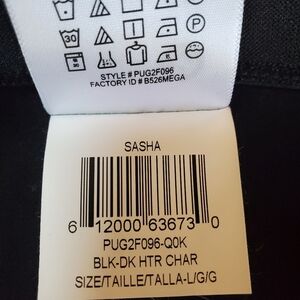 30
P
STYLE # PUG2F096
FACTORY ID # B526MEGA
SASHA
6 12000 63673 0
PUG2F096-Q0K
BLK-DK HTR CHAR
SIZE/TAILLE/TALLA-L/G/G